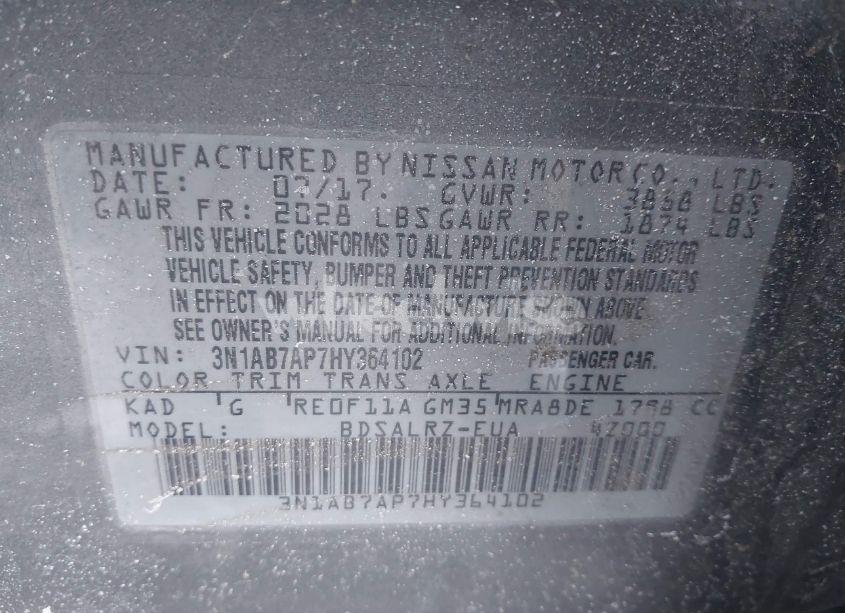 MANUFACTURED BY NISSAN MOTOR CO., LTD.
DATE: 07/17. GVWR: 3868 LBS
GAWR FR: 2028 LBS GAWR RR: 1874 LBS
THIS VEHICLE CONFORMS TO ALL APPLICABLE FEDERAL MOTOR
VEHICLE SAFETY, BUMPER AND THEFT PREVENTION STANDARDS
IN EFFECT ON THE DATE OF MANUFACTURE SHOWN ABOVE.
SEE OWNER'S MANUAL FOR ADDITIONAL INFORMATION.
VIN: 3N1AB7AP7HY364102 PASSENGER CAR.
COLOR TRIM TRANS AXLE ENGINE
KAD G RE0F11A GM35 MRA8DE 1798 CC
MODEL: BDSALRZ-EUA 4Z000
3N1AB7AP7HY364102